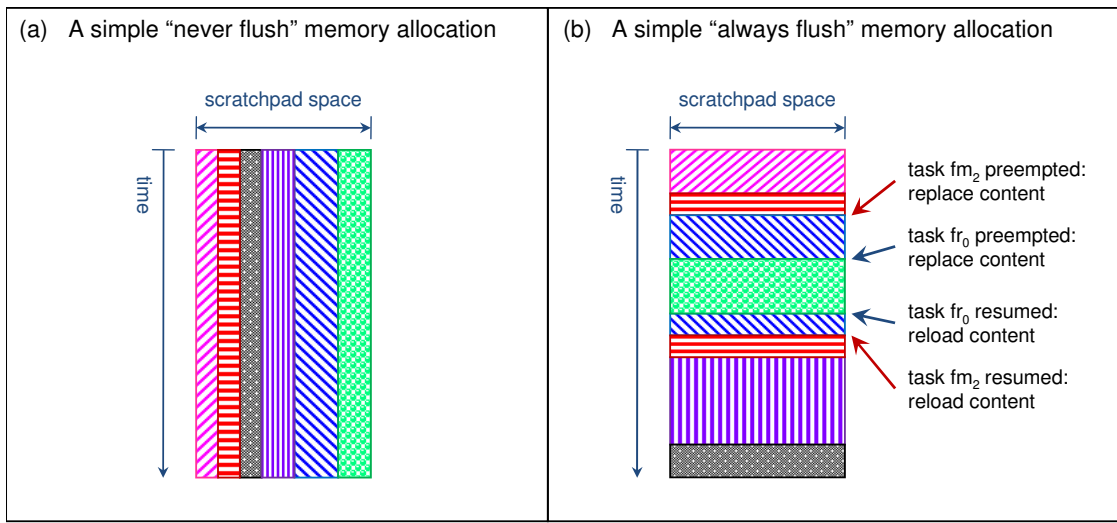 (a) A simple “never flush” memory allocation
scratchpad space
time
(b) A simple “always flush” memory allocation
scratchpad space
time
task fm₂ preempted:
replace content
task fr₀ preempted:
replace content
task fr₀ resumed:
reload content
task fm₂ resumed:
reload content